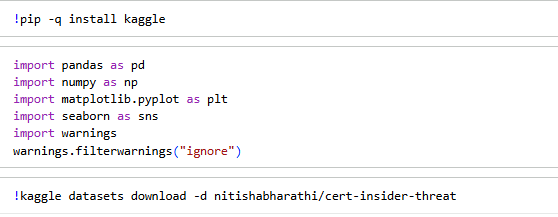 !pip -q install kaggle
import pandas as pd
import numpy as np
import matplotlib.pyplot as plt
import seaborn as sns
import warnings
warnings.filterwarnings("ignore")
!kaggle datasets download -d nitishabharathi/cert-insider-threat